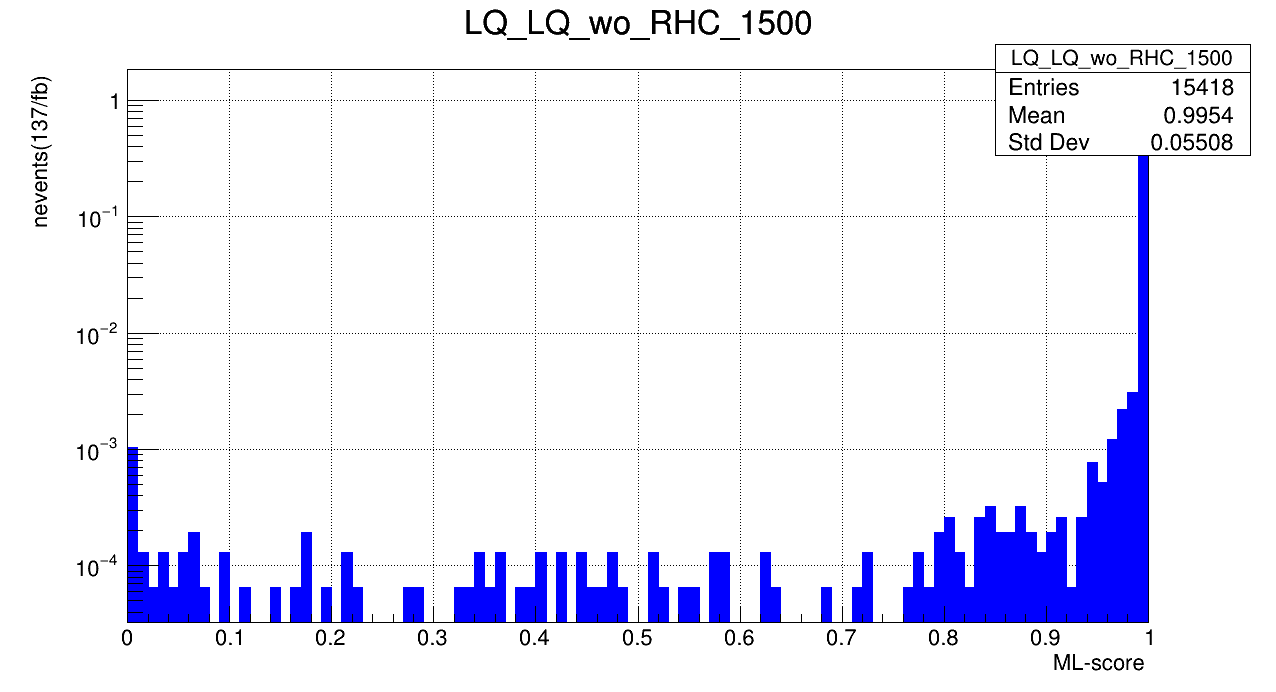 LQ_LQ_wo_RHC_1500
LQ_LQ_wo_RHC_1500
Entries 15418
Mean 0.9954
Std Dev 0.05508
nevents(137/fb)
1
10⁻¹
10⁻²
10⁻³
10⁻⁴
0 0.1 0.2 0.3 0.4 0.5 0.6 0.7 0.8 0.9 1
ML-score